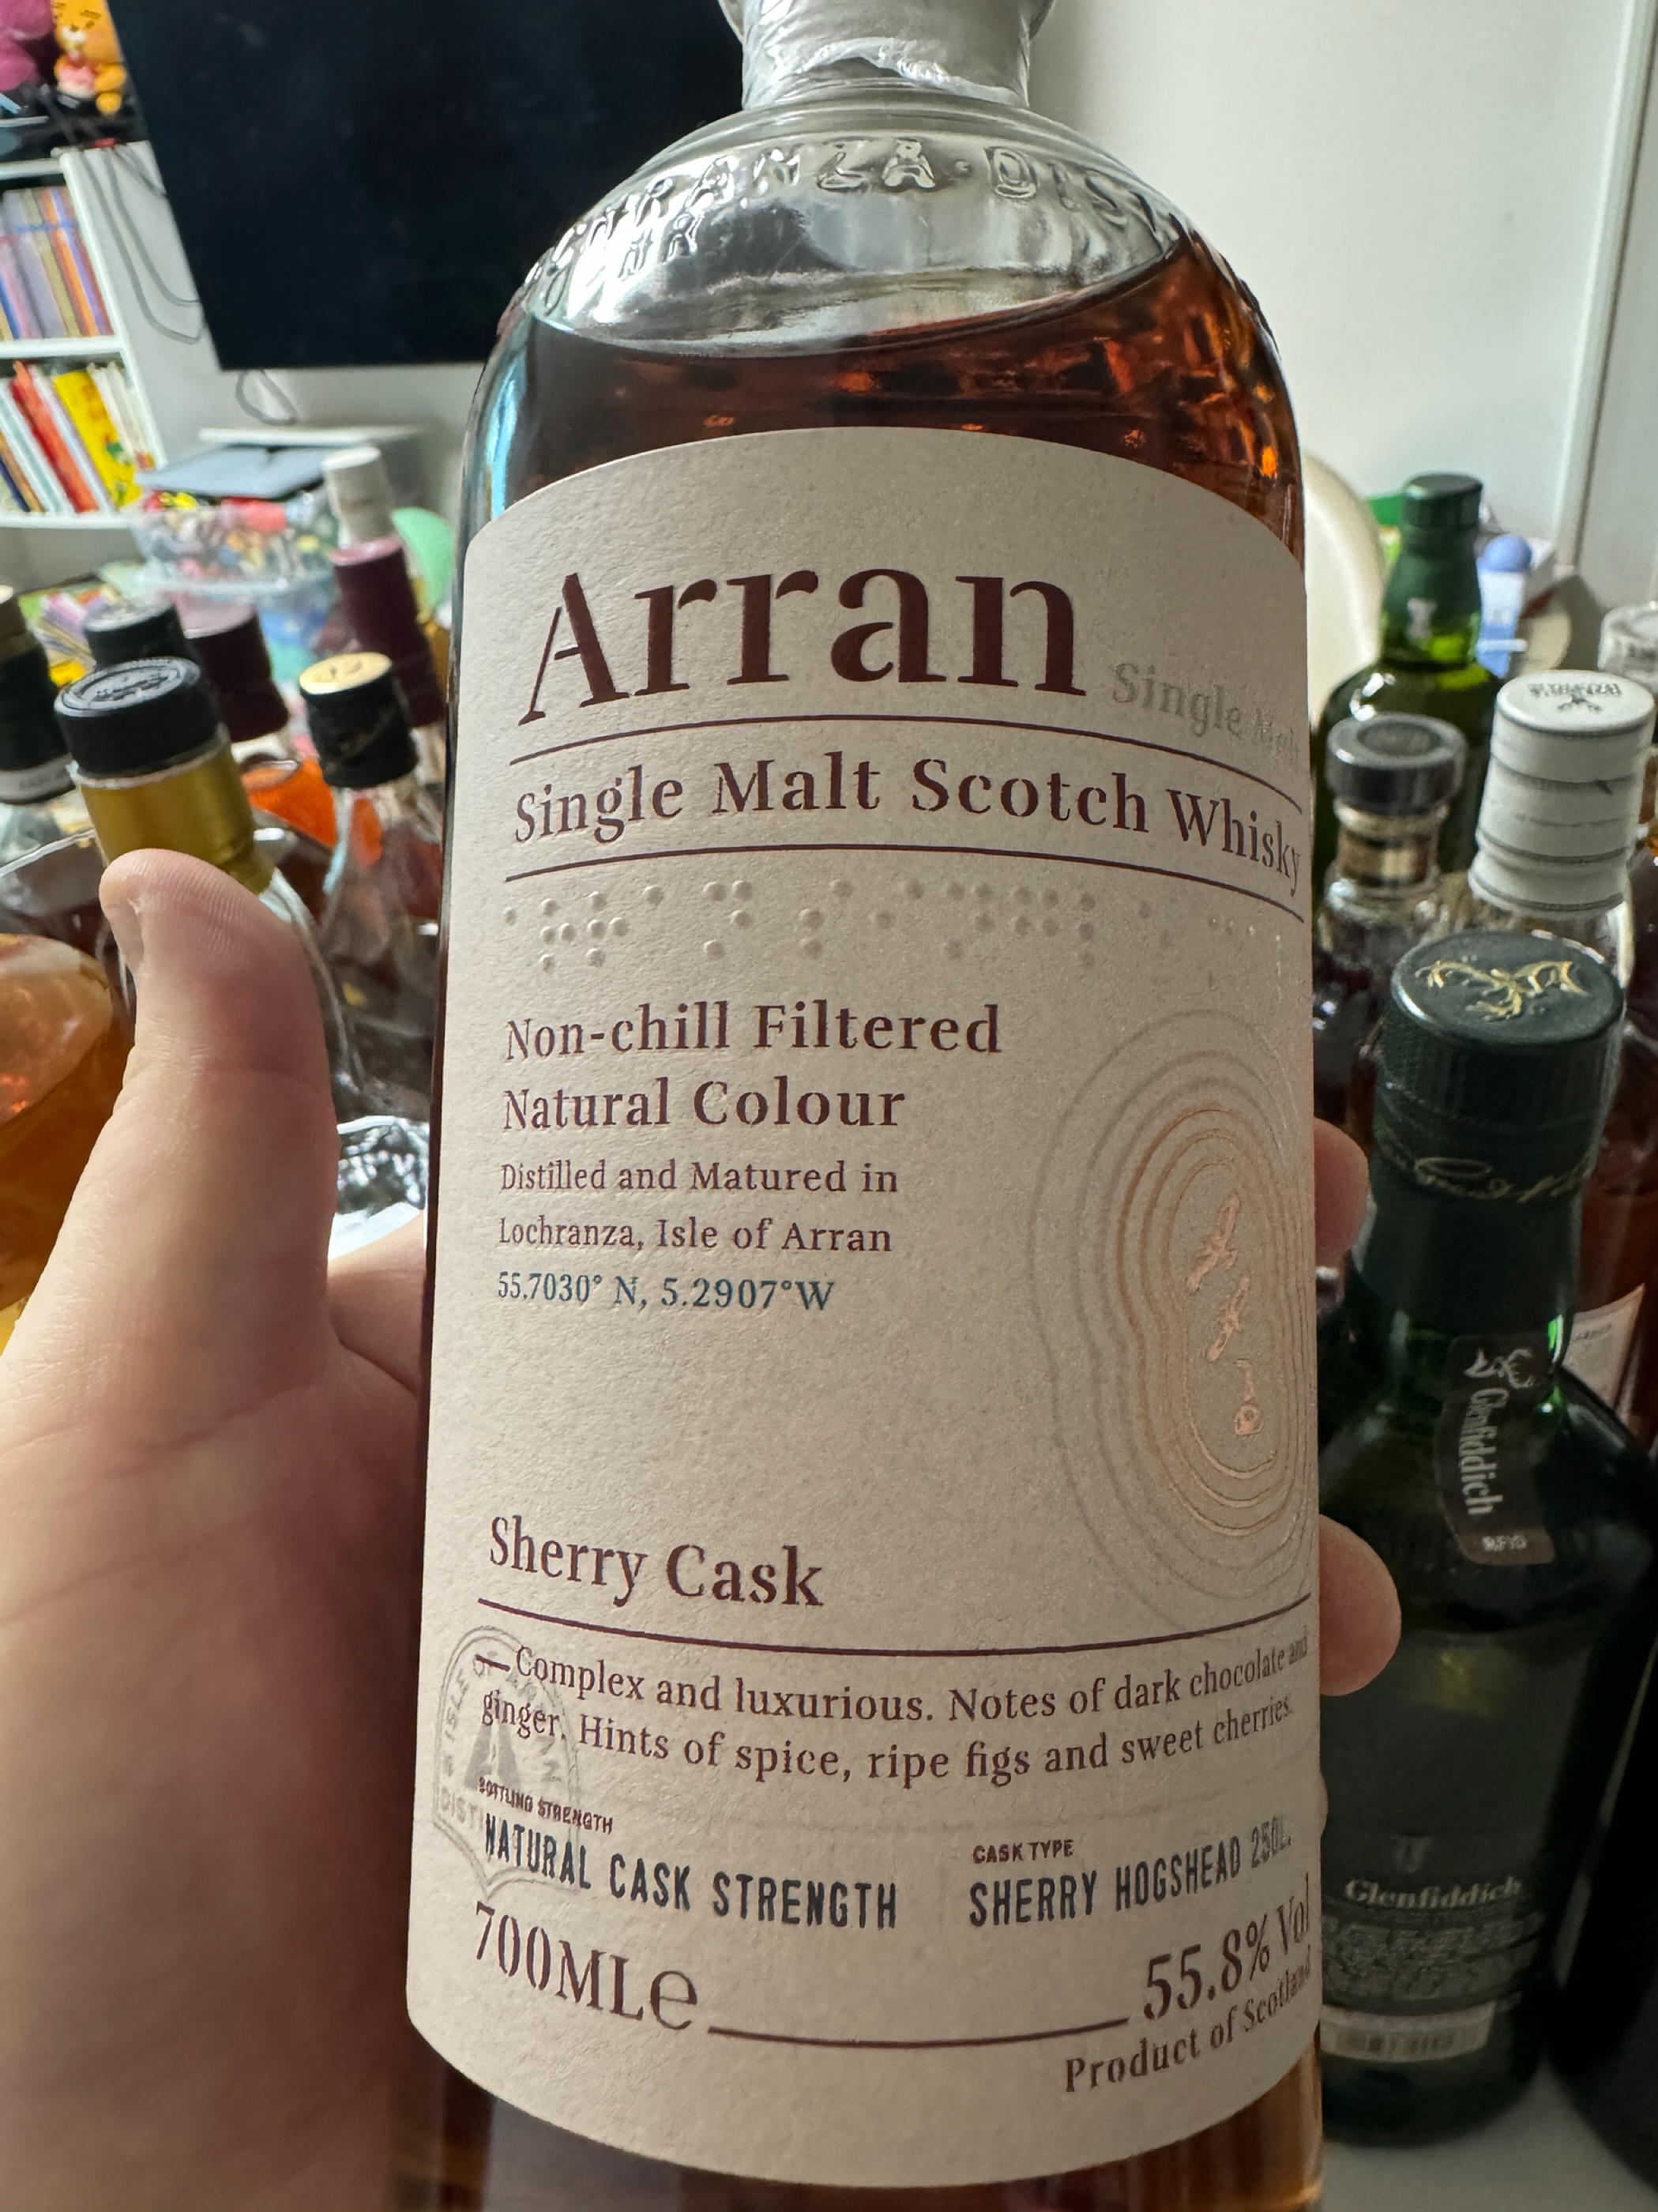 Arran
Single Malt
Single Malt Scotch Whisky
Non-chill Filtered
Natural Colour
Distilled and Matured in
Lochranza, Isle of Arran
55.7030° N, 5.2907°W
Sherry Cask
—Complex and luxurious. Notes of dark chocolate and
ginger. Hints of spice, ripe figs and sweet cherries.
BOTTLING STRENGTH
NATURAL CASK STRENGTH
CASK TYPE
SHERRY HOGSHEAD 250L.
700MLe
55.8% Vol
Product of Scotland
Glenfiddich
RFID
Glenfiddich